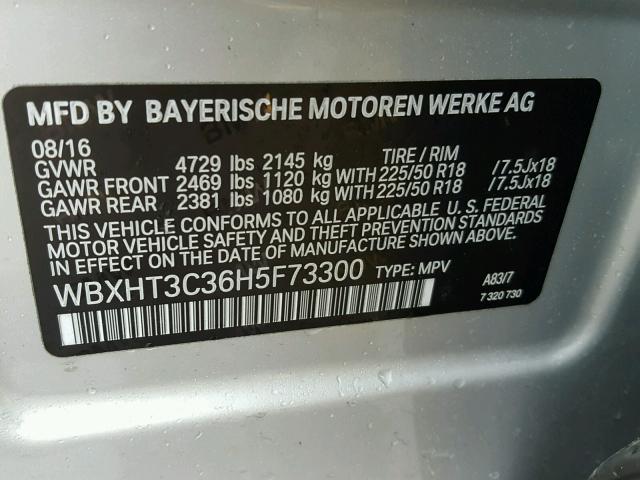 MFD BY BAYERISCHE MOTOREN WERKE AG
08/16
GVWR 4729 lbs 2145 kg TIRE / RIM
GAWR FRONT 2469 lbs 1120 kg WITH 225/50 R18 /7.5Jx18
GAWR REAR 2381 lbs 1080 kg WITH 225/50 R18 /7.5Jx18
THIS VEHICLE CONFORMS TO ALL APPLICABLE U. S. FEDERAL
MOTOR VEHICLE SAFETY AND THEFT PREVENTION STANDARDS
IN EFFECT ON THE DATE OF MANUFACTURE SHOWN ABOVE.
WBXHT3C36H5F73300 TYPE: MPV A83/7
7 320 730